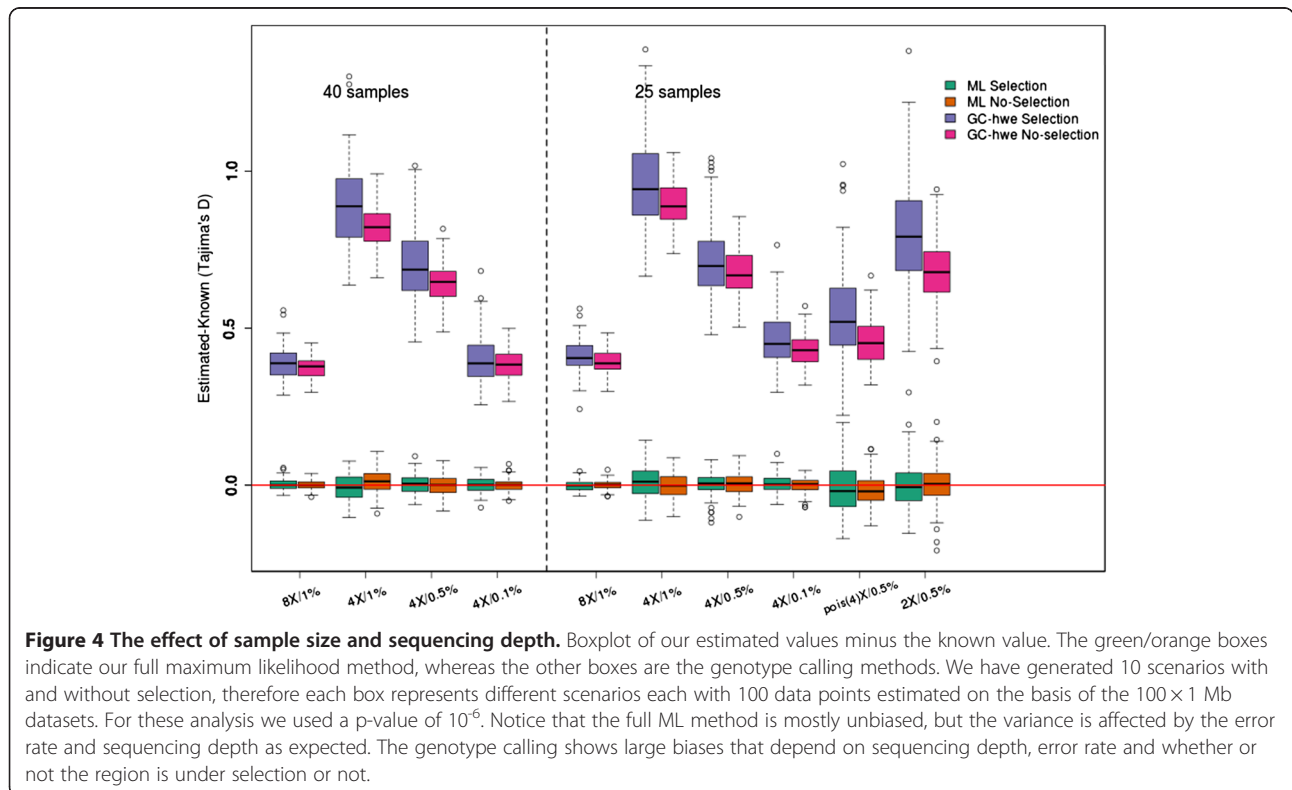 40 samples
25 samples
ML Selection
ML No-Selection
GC-hwe Selection
GC-hwe No-selection
Estimated-Known (Tajima's D)
1.0
0.5
0.0
8X/1%
4X/1%
4X/0.5%
4X/0.1%
8X/1%
4X/1%
4X/0.5%
4X/0.1%
pois(4)X/0.5%
2X/0.5%
Figure 4 The effect of sample size and sequencing depth. Boxplot of our estimated values minus the known value. The green/orange boxes
indicate our full maximum likelihood method, whereas the other boxes are the genotype calling methods. We have generated 10 scenarios with
and without selection, therefore each box represents different scenarios each with 100 data points estimated on the basis of the 100 × 1 Mb
datasets. For these analysis we used a p-value of 10⁻⁶. Notice that the full ML method is mostly unbiased, but the variance is affected by the error
rate and sequencing depth as expected. The genotype calling shows large biases that depend on sequencing depth, error rate and whether or
not the region is under selection or not.